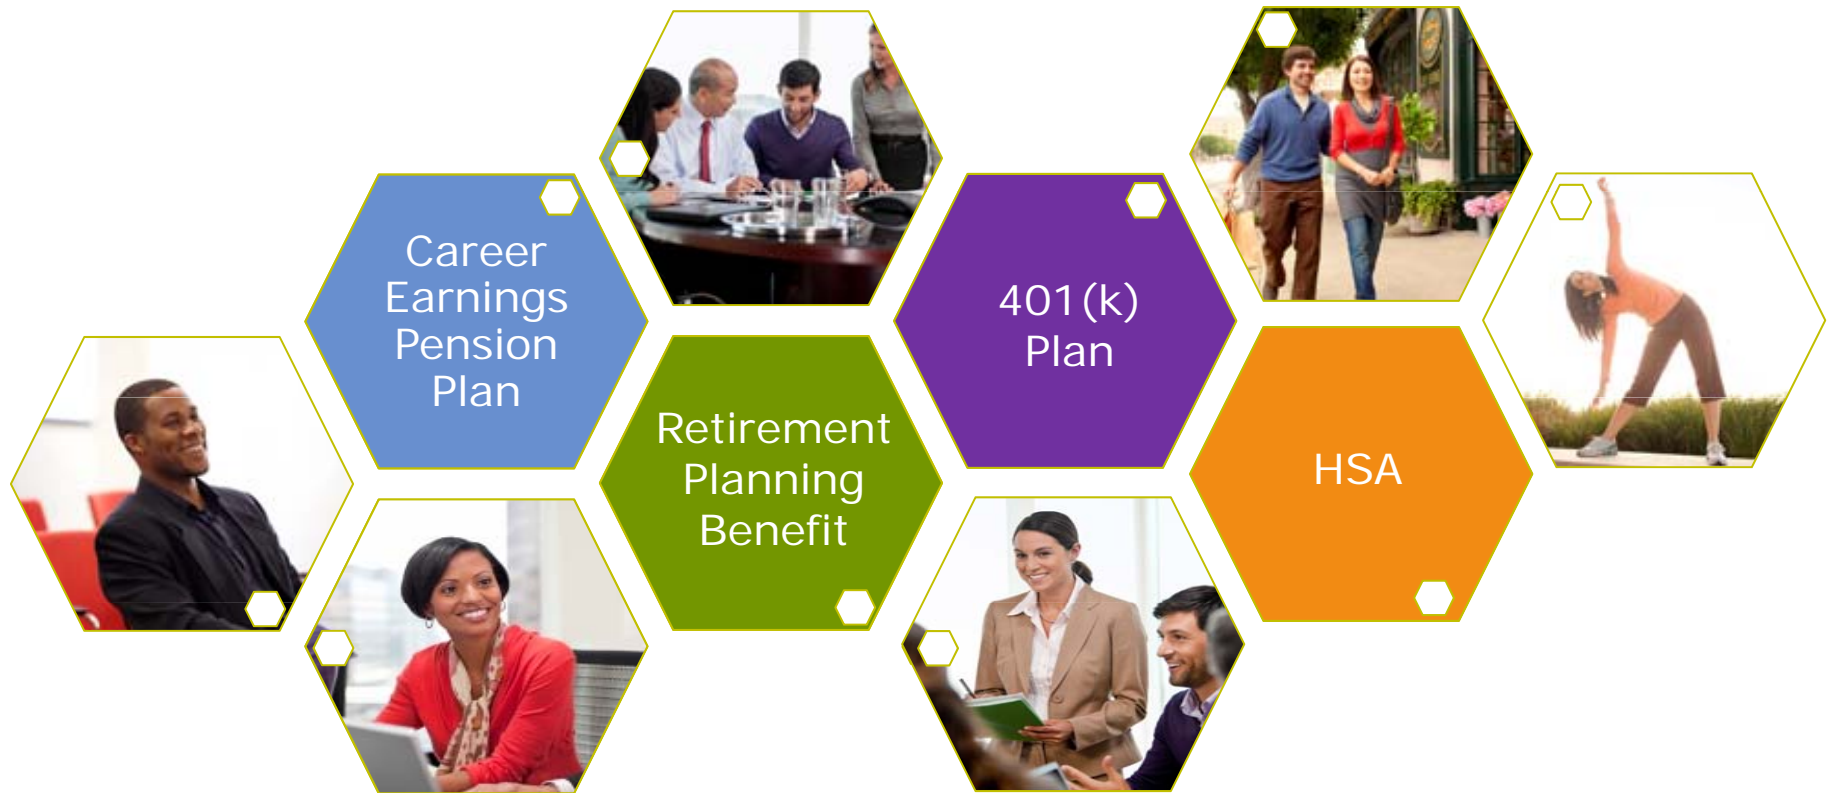 Career
Earnings
Pension
Plan
Retirement
Planning
Benefit
401(k)
Plan
HSA